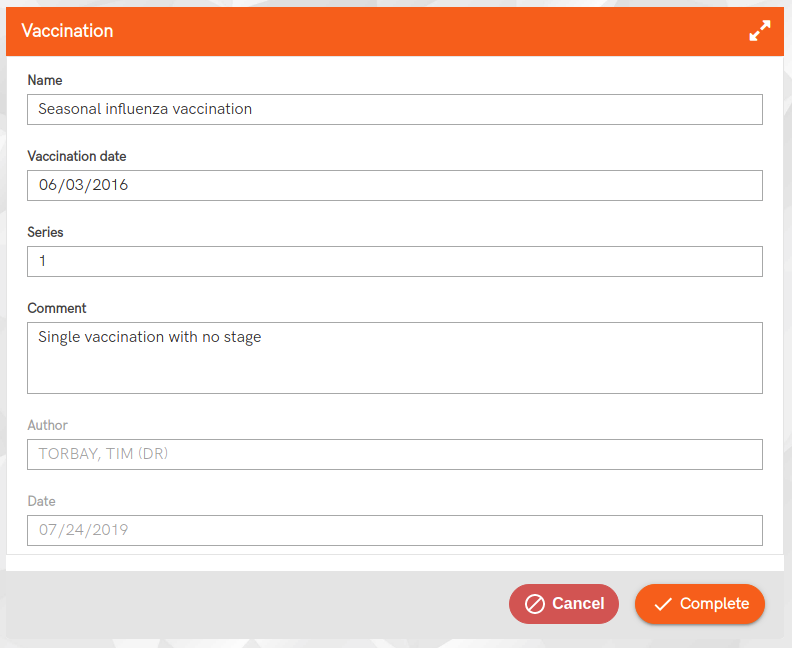 Vaccination
Name
Seasonal influenza vaccination
Vaccination date
06/03/2016
Series
1
Comment
Single vaccination with no stage
Author
TORBAY, TIM (DR)
Date
07/24/2019
Cancel
Complete